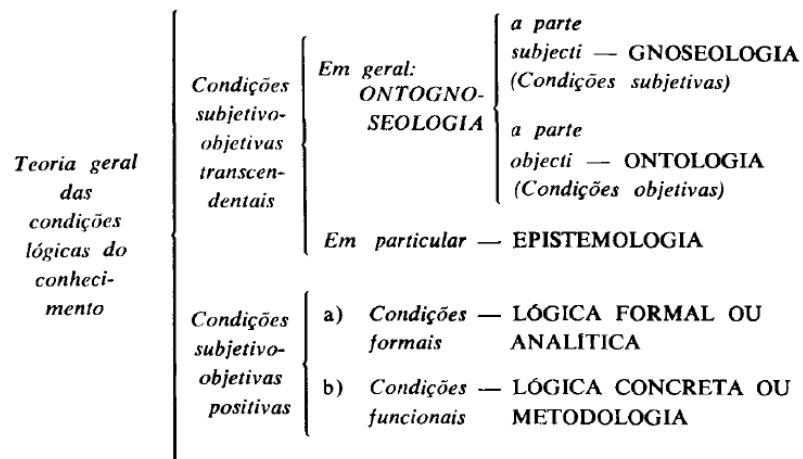 Teoria geral
das
condições
lógicas do
conheci-
mento
Condições
subjetivo-
objetivas
transcen-
dentais
Em geral:
ONTOGNO-
SEOLOGIA
a parte
subjecti — GNOSEOLOGIA
(Condições subjetivas)
a parte
objecti — ONTOLOGIA
(Condições objetivas)
Em particular — EPISTEMOLOGIA
Condições
subjetivo-
objetivas
positivas
a) Condições — LÓGICA FORMAL OU
formais ANALÍTICA
b) Condições — LÓGICA CONCRETA OU
funcionais METODOLOGIA